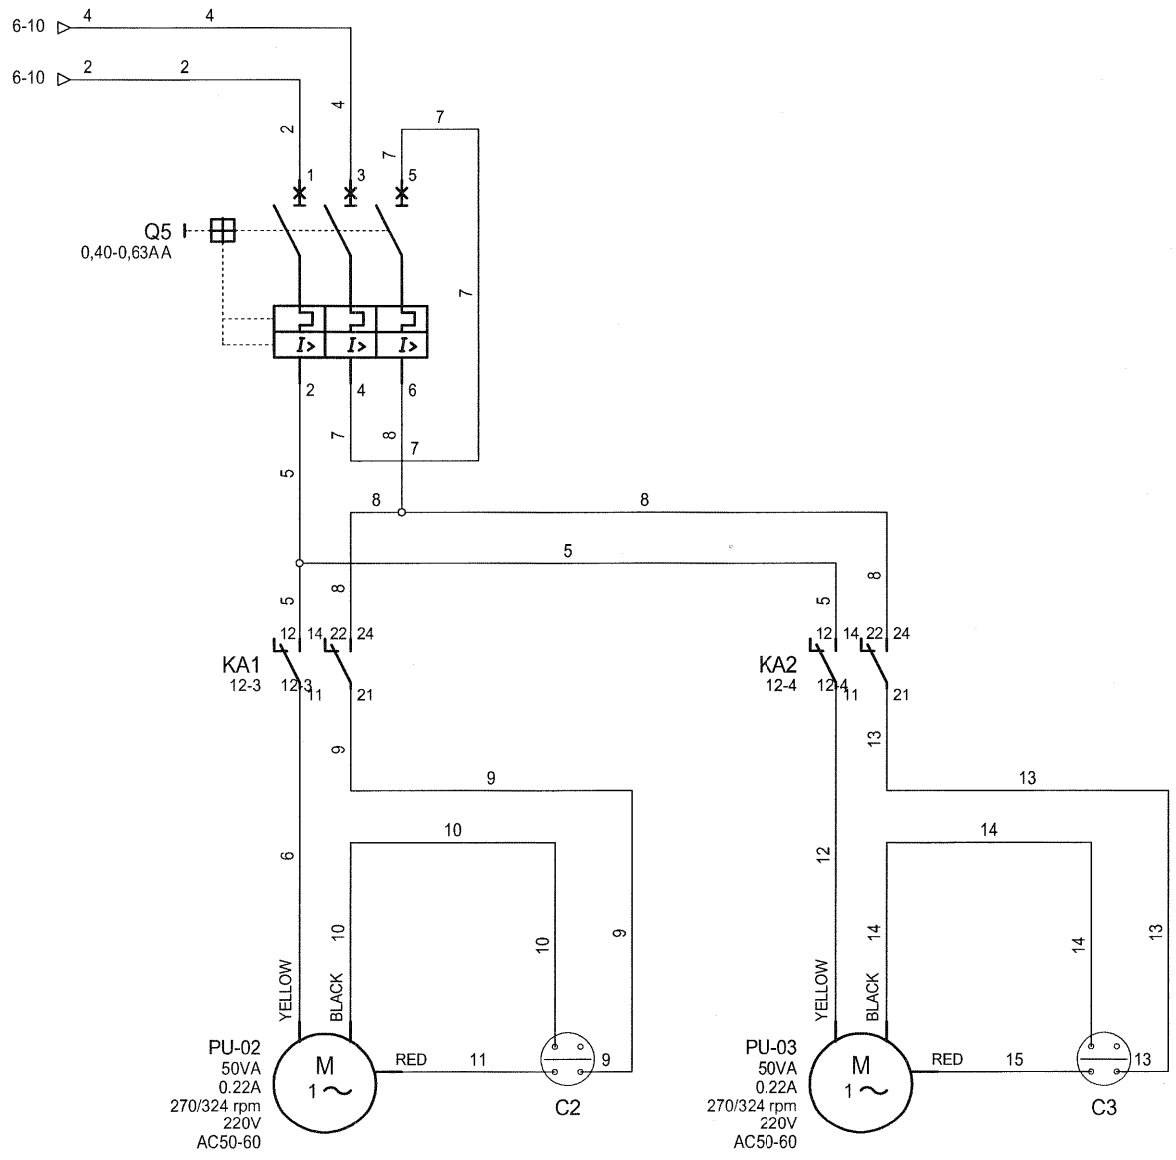 6-10 4 4
6-10 2 2
2 4 7 7
1 3 5
Q5
0,40-0,63AA
7
I> I> I>
2 4 6
5 7 8 7
8 8
5
5 8 5 8
12 14 22 24
KA1
12-3 12-3
11 21
12 14 22 24
KA2
12-4 12-4
11 21
9 13
9 13
10 14
6 12
10 10 9
14 14 13
YELLOW BLACK
YELLOW BLACK
PU-02
50VA
0.22A
270/324 rpm
220V
AC50-60
M
1
RED 11 9
C2
PU-03
50VA
0.22A
270/324 rpm
220V
AC50-60
M
1
RED 15 13
C3